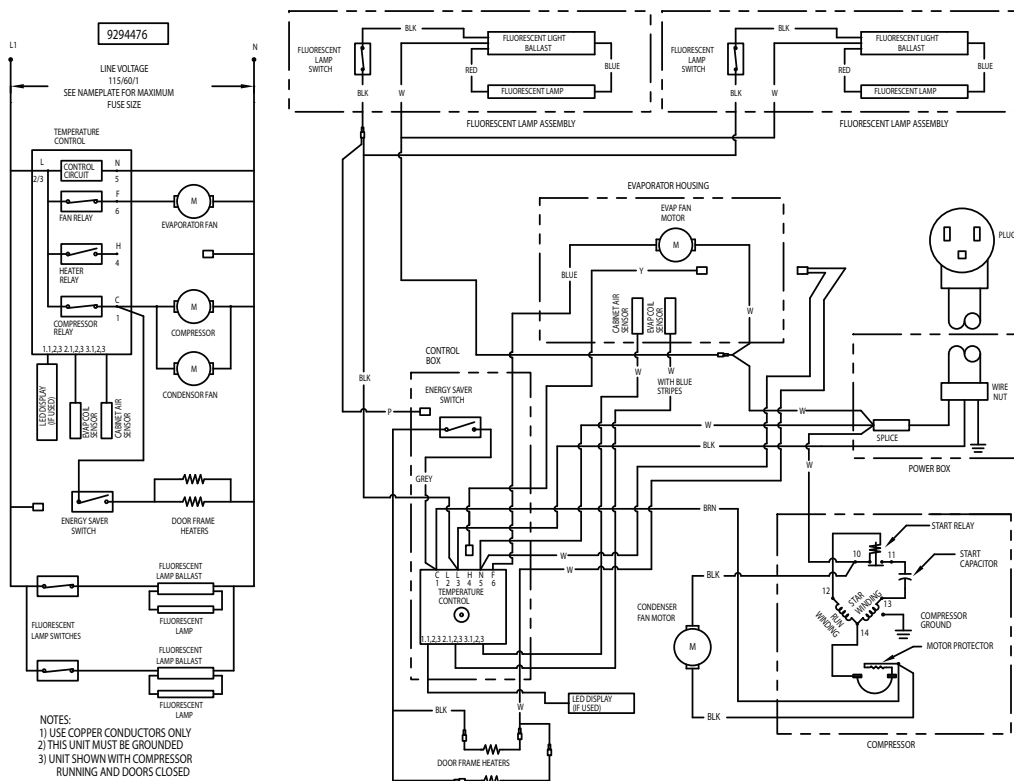 9294476
L1
N
LINE VOLTAGE
115/60/1
SEE NAMEPLATE FOR MAXIMUM
FUSE SIZE
TEMPERATURE
CONTROL
L
2/3
CONTROL
CIRCUIT
N
5
F
6
FAN RELAY
M
EVAPORATOR FAN
H
4
HEATER
RELAY
C
1
COMPRESSOR
RELAY
M
COMPRESSOR
M
CONDENSOR FAN
1.1,2,3 2.1,2,3 3.1,2,3
LED DISPLAY
(IF USED)
EVAP COIL
SENSOR
CABINET AIR
SENSOR
ENERGY SAVER
SWITCH
DOOR FRAME
HEATERS
FLUORESCENT
LAMP SWITCHES
FLUORESCENT
LAMP BALLAST
FLUORESCENT
LAMP
FLUORESCENT
LAMP BALLAST
FLUORESCENT
LAMP
NOTES:
1) USE COPPER CONDUCTORS ONLY
2) THIS UNIT MUST BE GROUNDED
3) UNIT SHOWN WITH COMPRESSOR
RUNNING AND DOORS CLOSED
FLUORESCENT
LAMP
SWITCH
BLK
BLK
W
RED
BLUE
FLUORESCENT LIGHT
BALLAST
FLUORESCENT LAMP
FLUORESCENT LAMP ASSEMBLY
FLUORESCENT
LAMP
SWITCH
BLK
BLK
W
RED
BLUE
FLUORESCENT LIGHT
BALLAST
FLUORESCENT LAMP
FLUORESCENT LAMP ASSEMBLY
EVAPORATOR HOUSING
EVAP FAN
MOTOR
M
BLUE
Y
W
CABINET AIR
SENSOR
EVAP COIL
SENSOR
W
W
WITH BLUE
STRIPES
PLUG
WIRE
NUT
W
SPLICE
POWER BOX
CONTROL
BOX
BLK
P
ENERGY SAVER
SWITCH
GREY
W
BLK
W
BRN
W
W
C L L H N F
1 2 3 4 5 6
TEMPERATURE
CONTROL
1.1,2,3 2.1,2,3 3.1,2,3
LED DISPLAY
(IF USED)
BLK
W
DOOR FRAME HEATERS
BLK
CONDENSER
FAN MOTOR
M
BLK
START RELAY
10
11
START
CAPACITOR
12
13
STAR WINDING
RUN
WINDING
14
COMPRESSOR
GROUND
MOTOR PROTECTOR
COMPRESSOR